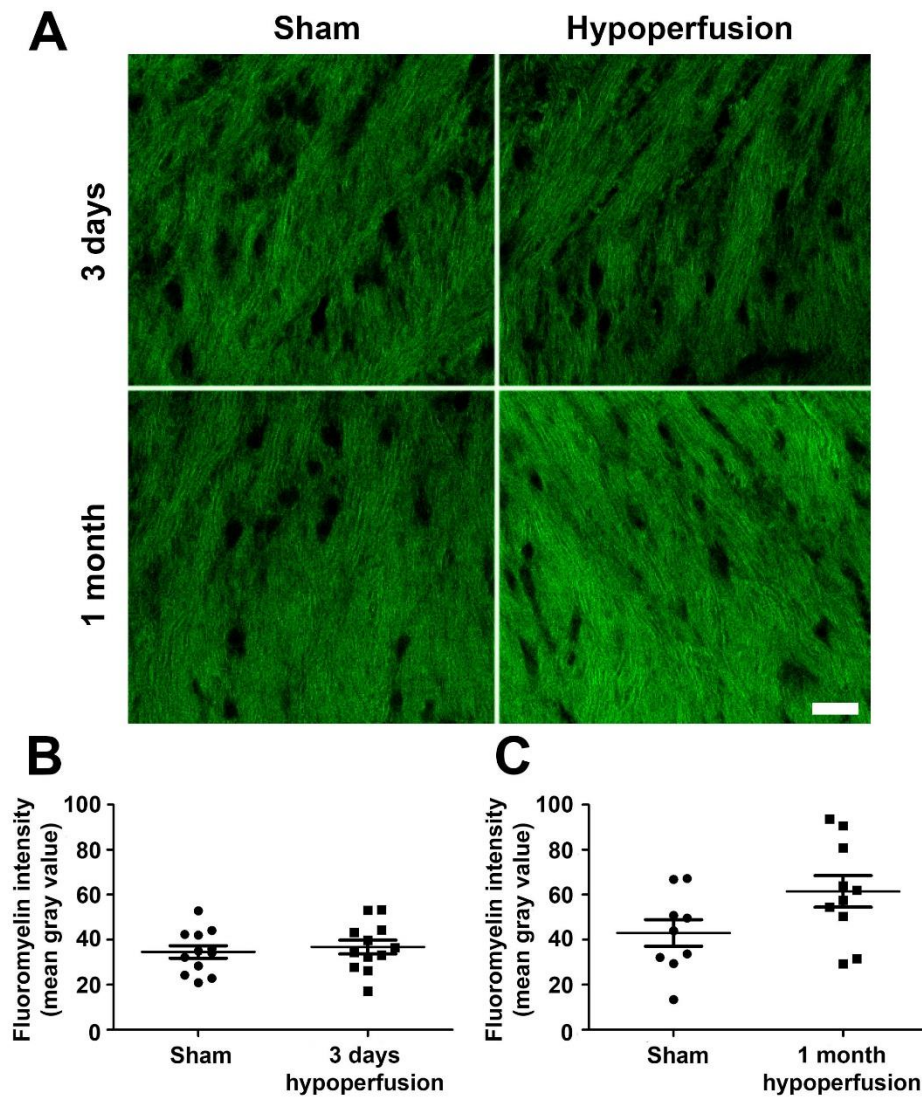 A
Sham
Hypoperfusion
3 days
1 month
B
Fluoromyelin intensity
(mean gray value)
100
80
60
40
20
0
Sham
3 days
hypoperfusion
C
Fluoromyelin intensity
(mean gray value)
100
80
60
40
20
0
Sham
1 month
hypoperfusion